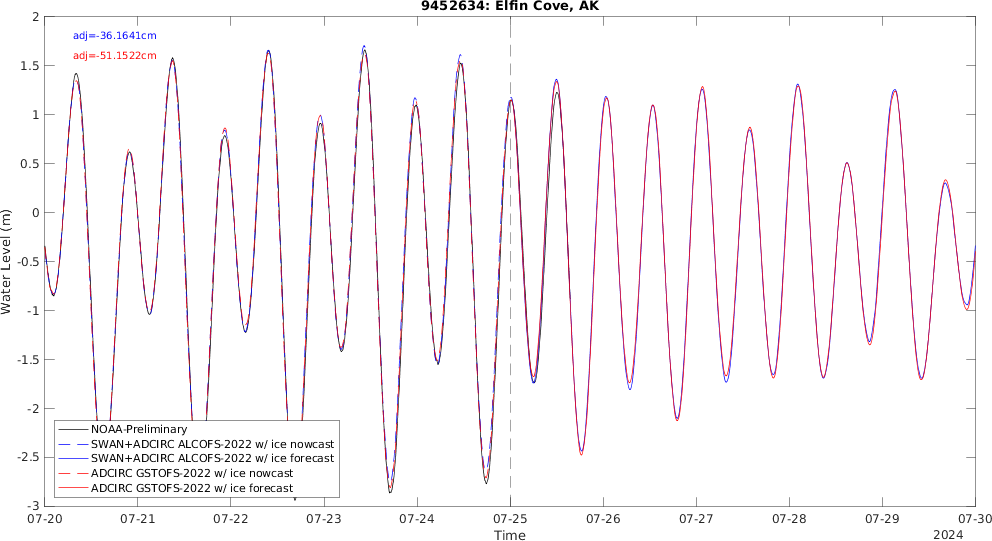 9452634: Elfin Cove, AK
adj=-36.1641cm
adj=-51.1522cm
2
1.5
1
0.5
0
-0.5
-1
-1.5
-2
-2.5
-3
Water Level (m)
NOAA-Preliminary
SWAN+ADCIRC ALCOFS-2022 w/ ice nowcast
SWAN+ADCIRC ALCOFS-2022 w/ ice forecast
ADCIRC GSTOFS-2022 w/ ice nowcast
ADCIRC GSTOFS-2022 w/ ice forecast
07-20 07-21 07-22 07-23 07-24 07-25 07-26 07-27 07-28 07-29 07-30
Time
2024